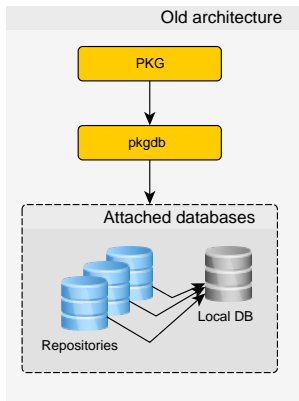 Old architecture
PKG
pkgdb
Attached databases
Local DB
Repositories